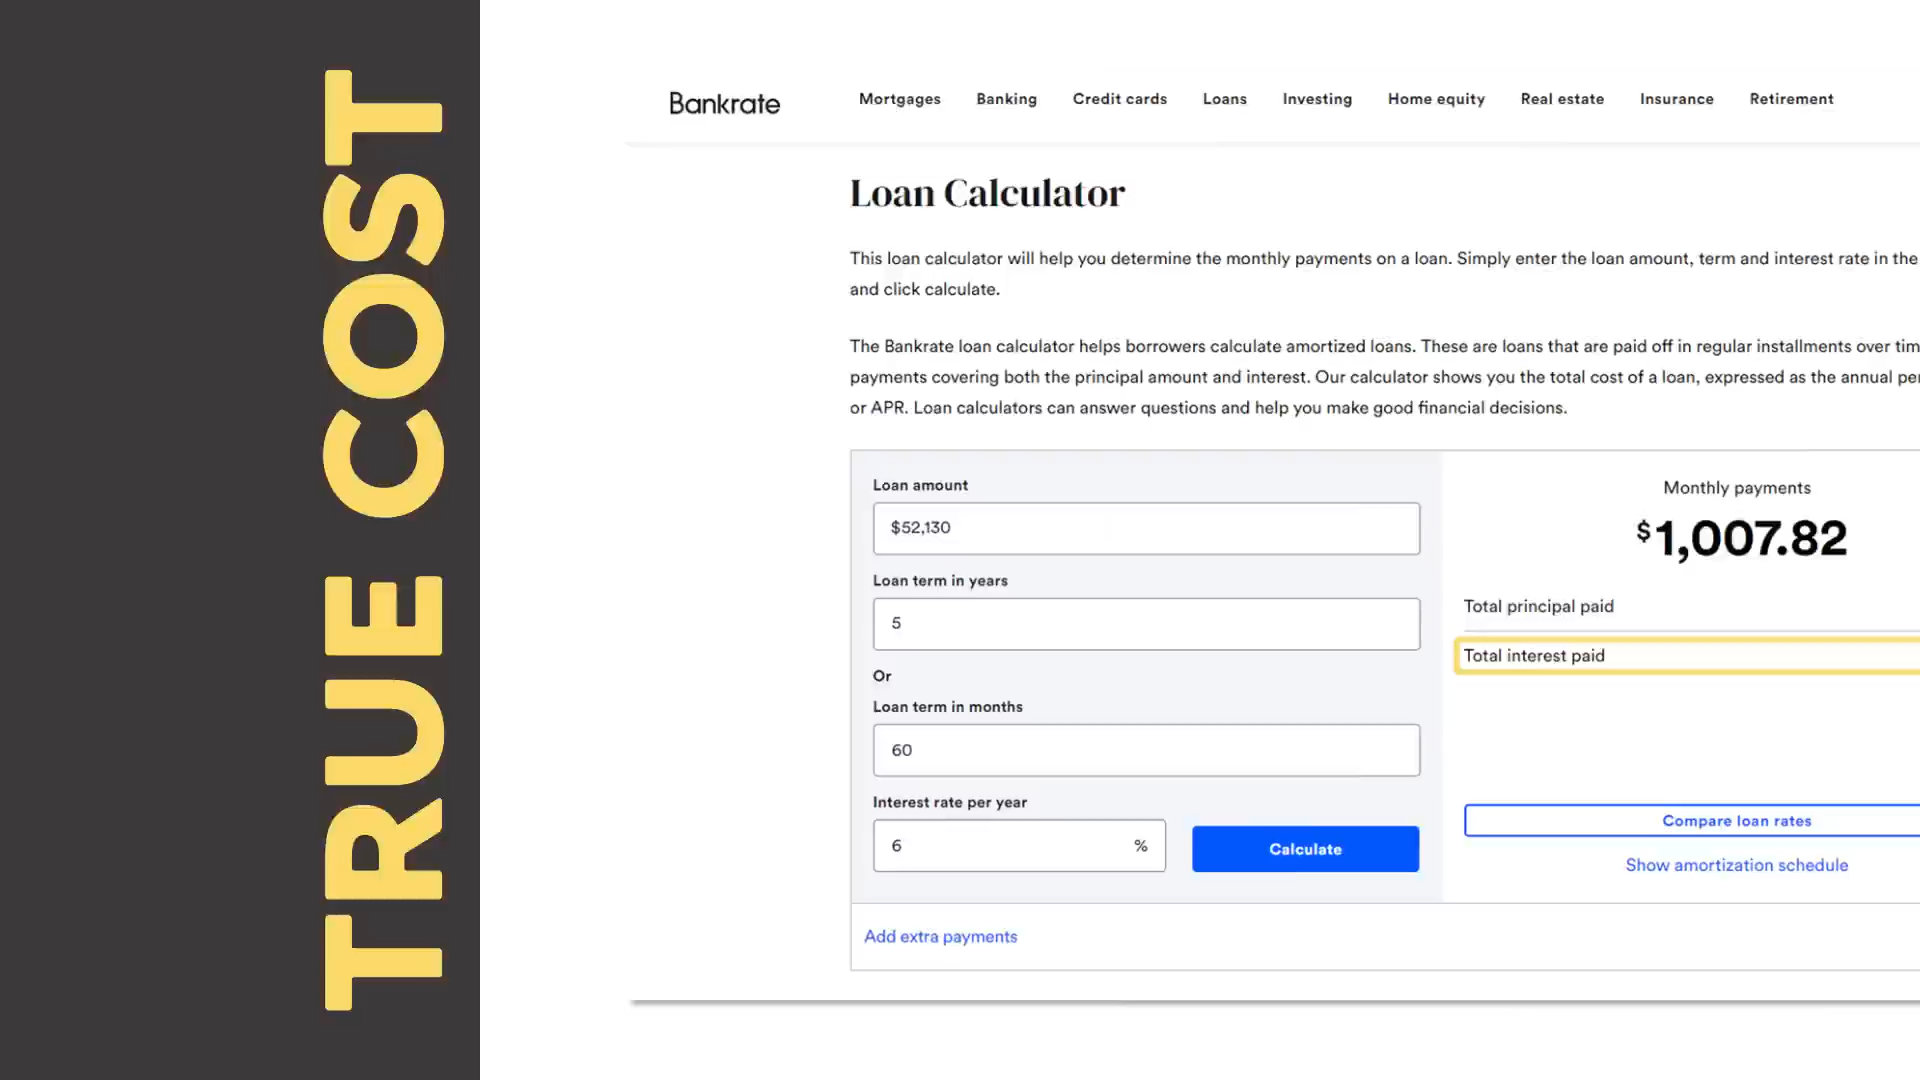 TRUE COST
Bankrate
Mortgages Banking Credit cards Loans Investing Home equity Real estate Insurance Retirement
Loan Calculator
This loan calculator will help you determine the monthly payments on a loan. Simply enter the loan amount, term and interest rate in the
and click calculate.
The Bankrate loan calculator helps borrowers calculate amortized loans. These are loans that are paid off in regular installments over tim
payments covering both the principal amount and interest. Our calculator shows you the total cost of a loan, expressed as the annual per
or APR. Loan calculators can answer questions and help you make good financial decisions.
Loan amount
$52,130
Loan term in years
5
Or
Loan term in months
60
Interest rate per year
6 %
Calculate
Add extra payments
Monthly payments
$1,007.82
Total principal paid
Total interest paid
Compare loan rates
Show amortization schedule